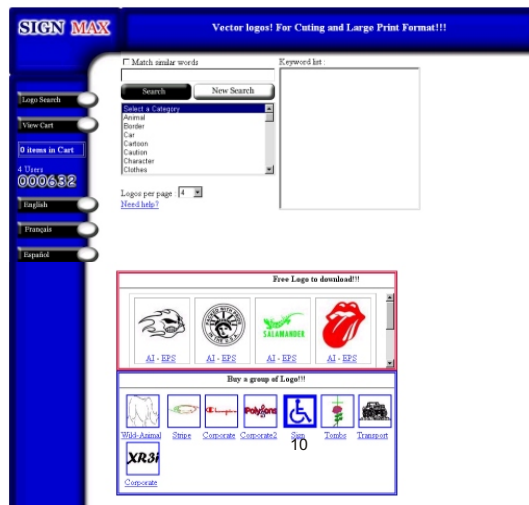 SIGN MAX
Vector logos! For Cuting and Large Print Format!!!
Match similar words
Keyword list :
Search
New Search
Logo Search
Select a Category
Animal
Border
View Cart
Car
Cartoon
Caution
0 items in Cart
Character
Clothes
4 Users
000632
Logos per page : 4
English
Need help?
Français
Español
Free Logo to download!!!
SALAMANDER
AI - EPS
AI - EPS
AI - EPS
AI - EPS
Buy a group of Logo!!!
Champion
Polysons
Wild-Animal
Stripe
Corporate
Corporate2
Sign
Tombs
Transport
10
XR3i
Corporate